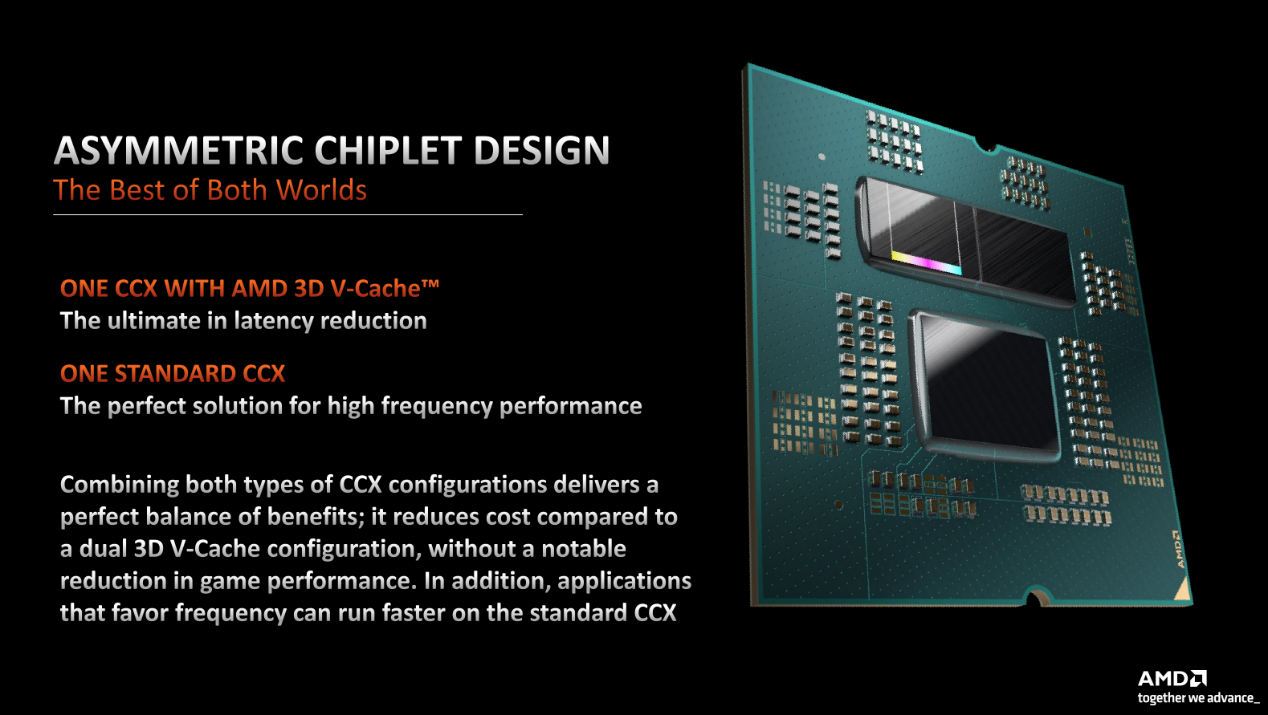 ASYMMETRIC CHIPLET DESIGN
The Best of Both Worlds
ONE CCX WITH AMD 3D V-Cache™
The ultimate in latency reduction
ONE STANDARD CCX
The perfect solution for high frequency performance
Combining both types of CCX configurations delivers a
perfect balance of benefits; it reduces cost compared to
a dual 3D V-Cache configuration, without a notable
reduction in game performance. In addition, applications
that favor frequency can run faster on the standard CCX
AMD
AMD
together we advance_